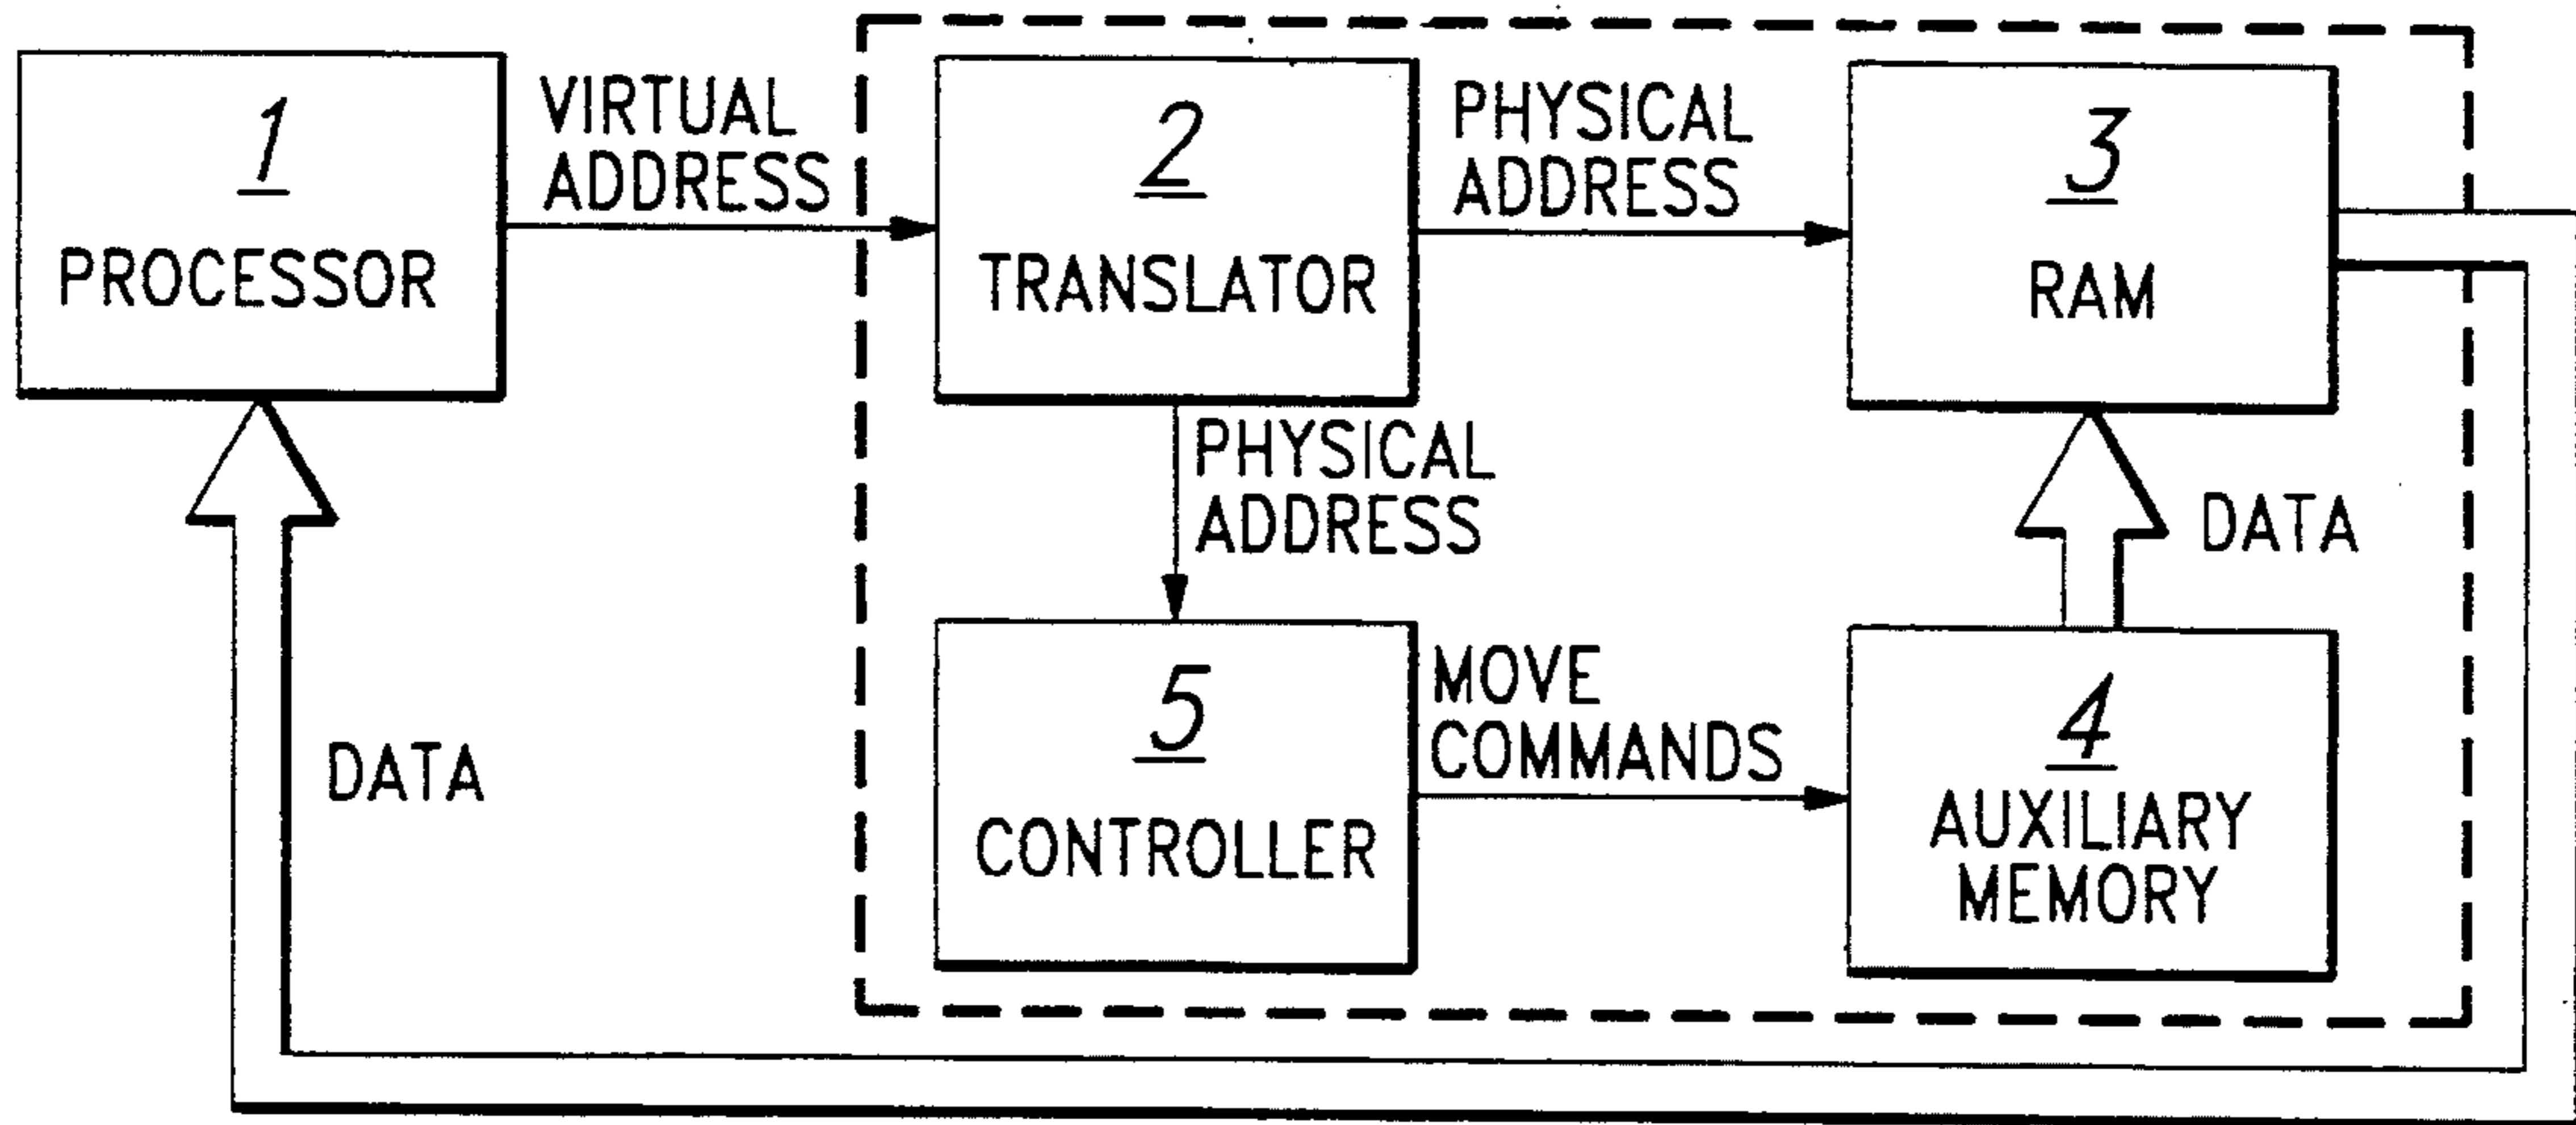 1
PROCESSOR
VIRTUAL
ADDRESS
2
TRANSLATOR
PHYSICAL
ADDRESS
3
RAM
PHYSICAL
ADDRESS
DATA
5
CONTROLLER
MOVE
COMMANDS
4
AUXILIARY
MEMORY
DATA